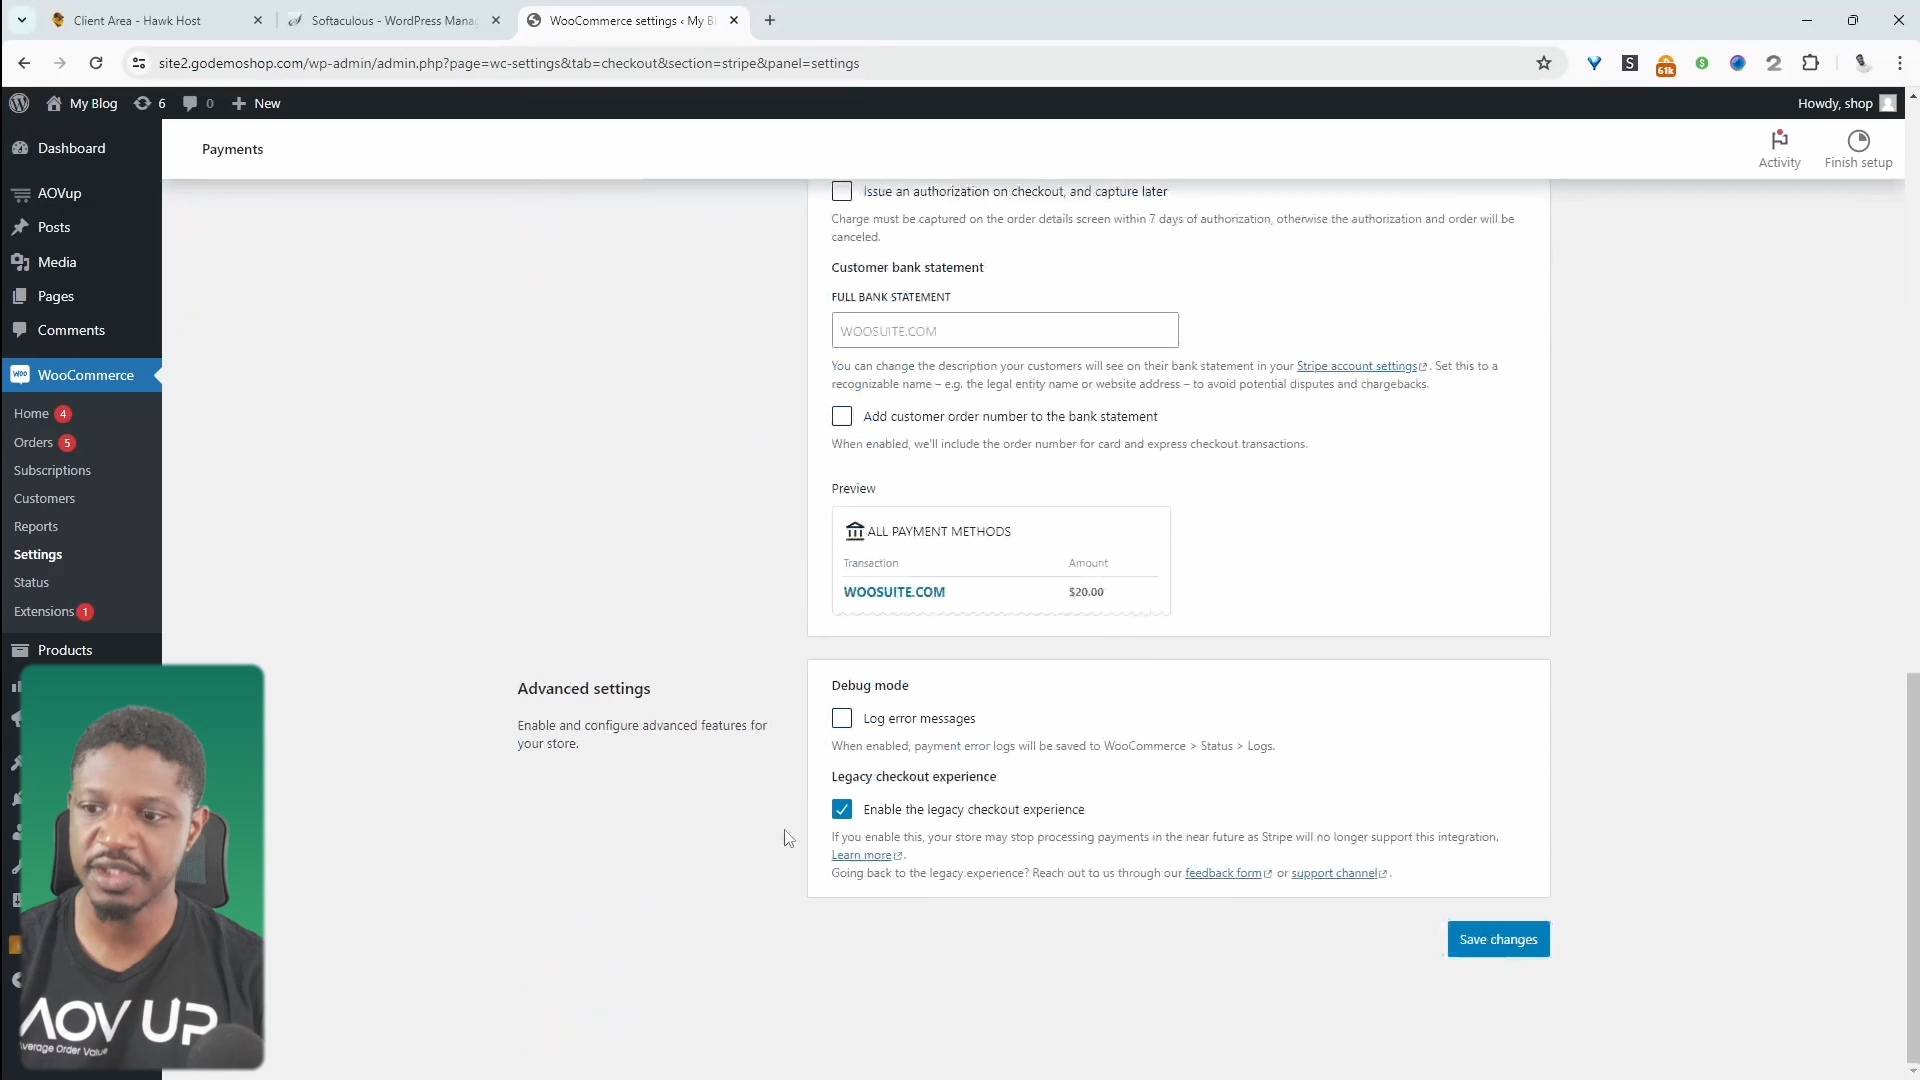 Client Area - Hawk Host
Softaculous - WordPress Mana
WooCommerce settings ‹ My B
site2.godemoshop.com/wp-admin/admin.php?page=wc-settings&tab=checkout&section=stripe&panel=settings
S
61k
$
2
My Blog
6
0
New
Howdy, shop
Dashboard
AOVup
Posts
Media
Pages
Comments
WOO
WooCommerce
Home 4
Orders 5
Subscriptions
Customers
Reports
Settings
Status
Extensions 1
Products
Payments
Activity
Finish setup
Issue an authorization on checkout, and capture later
Charge must be captured on the order details screen within 7 days of authorization, otherwise the authorization and order will be
canceled.
Customer bank statement
FULL BANK STATEMENT
WOOSUITE.COM
You can change the description your customers will see on their bank statement in your Stripe account settings. Set this to a
recognizable name – e.g. the legal entity name or website address – to avoid potential disputes and chargebacks.
Add customer order number to the bank statement
When enabled, we'll include the order number for card and express checkout transactions.
Preview
ALL PAYMENT METHODS
Transaction
Amount
WOOSUITE.COM
$20.00
Advanced settings
Enable and configure advanced features for
your store.
Debug mode
Log error messages
When enabled, payment error logs will be saved to WooCommerce > Status > Logs.
Legacy checkout experience
Enable the legacy checkout experience
If you enable this, your store may stop processing payments in the near future as Stripe will no longer support this integration.
Learn more.
Going back to the legacy experience? Reach out to us through our feedback form or support channel.
Save changes
AOV UP
Average Order Value